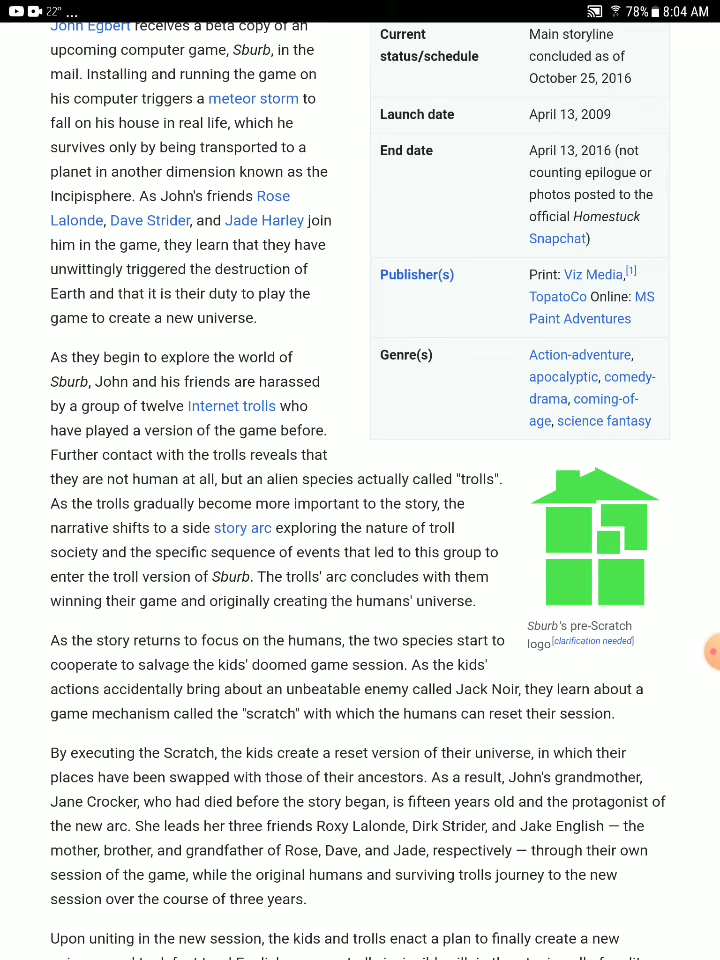 22° ...
78% 8:04 AM
John Egbert receives a beta copy of an
upcoming computer game, Sburb, in the
mail. Installing and running the game on
his computer triggers a meteor storm to
fall on his house in real life, which he
survives only by being transported to a
planet in another dimension known as the
Incipisphere. As John's friends Rose
Lalonde, Dave Strider, and Jade Harley join
him in the game, they learn that they have
unwittingly triggered the destruction of
Earth and that it is their duty to play the
game to create a new universe.
Current
status/schedule
Main storyline
concluded as of
October 25, 2016
Launch date
April 13, 2009
End date
April 13, 2016 (not
counting epilogue or
photos posted to the
official Homestuck
Snapchat)
Publisher(s)
Print: Viz Media,[1]
TopatoCo Online: MS
Paint Adventures
Genre(s)
Action-adventure,
apocalyptic, comedy-
drama, coming-of-
age, science fantasy
As they begin to explore the world of
Sburb, John and his friends are harassed
by a group of twelve Internet trolls who
have played a version of the game before.
Further contact with the trolls reveals that
they are not human at all, but an alien species actually called "trolls".
As the trolls gradually become more important to the story, the
narrative shifts to a side story arc exploring the nature of troll
society and the specific sequence of events that led to this group to
enter the troll version of Sburb. The trolls' arc concludes with them
winning their game and originally creating the humans' universe.
Sburb's pre-Scratch
logo[clarification needed]
As the story returns to focus on the humans, the two species start to
cooperate to salvage the kids' doomed game session. As the kids'
actions accidentally bring about an unbeatable enemy called Jack Noir, they learn about a
game mechanism called the "scratch" with which the humans can reset their session.
By executing the Scratch, the kids create a reset version of their universe, in which their
places have been swapped with those of their ancestors. As a result, John's grandmother,
Jane Crocker, who had died before the story began, is fifteen years old and the protagonist of
the new arc. She leads her three friends Roxy Lalonde, Dirk Strider, and Jake English — the
mother, brother, and grandfather of Rose, Dave, and Jade, respectively — through their own
session of the game, while the original humans and surviving trolls journey to the new
session over the course of three years.
Upon uniting in the new session, the kids and trolls enact a plan to finally create a new